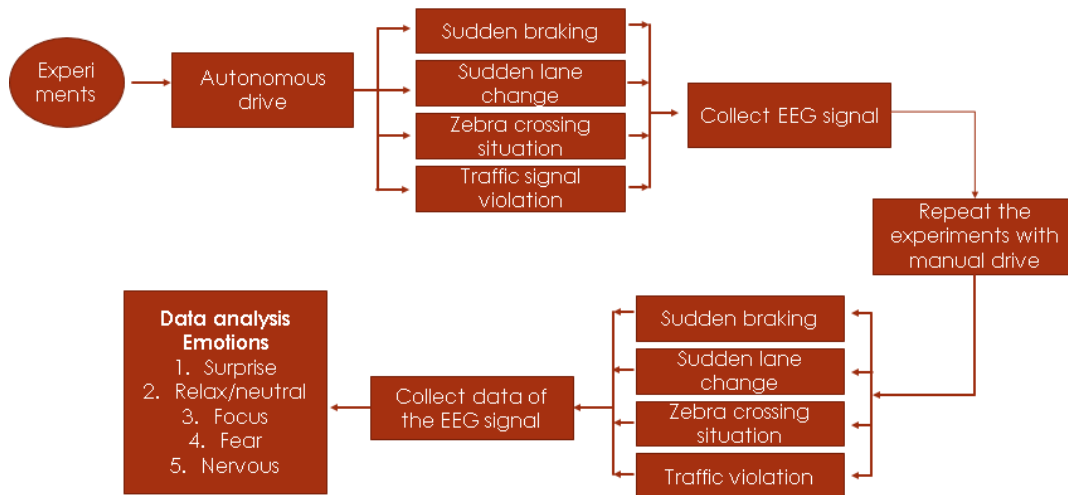 Experi
ments
Autonomous
drive
Sudden braking
Sudden lane
change
Zebra crossing
situation
Traffic signal
violation
Collect EEG signal
Repeat the
experiments with
manual drive
Sudden braking
Sudden lane
change
Zebra crossing
situation
Traffic violation
Collect data of
the EEG signal
Data analysis
Emotions
1. Surprise
2. Relax/neutral
3. Focus
4. Fear
5. Nervous